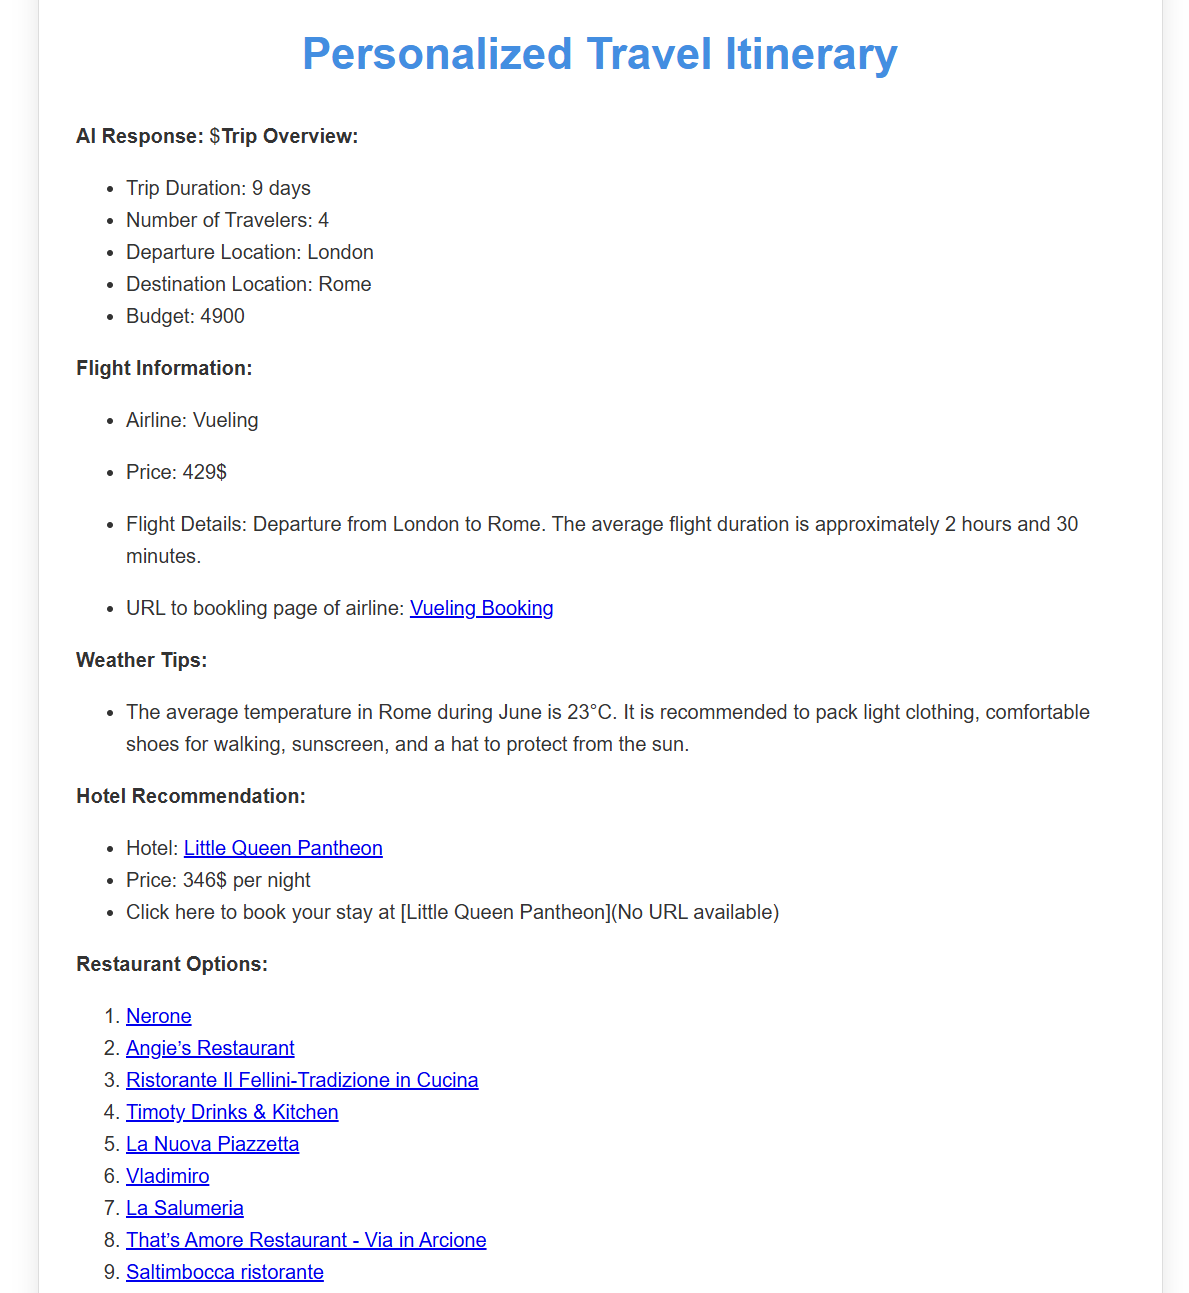 Personalized Travel Itinerary
AI Response: $Trip Overview:
• Trip Duration: 9 days
• Number of Travelers: 4
• Departure Location: London
• Destination Location: Rome
• Budget: 4900
Flight Information:
• Airline: Vueling
• Price: 429$
• Flight Details: Departure from London to Rome. The average flight duration is approximately 2 hours and 30
minutes.
• URL to bookling page of airline: Vueling Booking
Weather Tips:
• The average temperature in Rome during June is 23°C. It is recommended to pack light clothing, comfortable
shoes for walking, sunscreen, and a hat to protect from the sun.
Hotel Recommendation:
• Hotel: Little Queen Pantheon
• Price: 346$ per night
• Click here to book your stay at [Little Queen Pantheon](No URL available)
Restaurant Options:
1. Nerone
2. Angie’s Restaurant
3. Ristorante Il Fellini-Tradizione in Cucina
4. Timoty Drinks & Kitchen
5. La Nuova Piazzetta
6. Vladimiro
7. La Salumeria
8. That’s Amore Restaurant - Via in Arcione
9. Saltimbocca ristorante